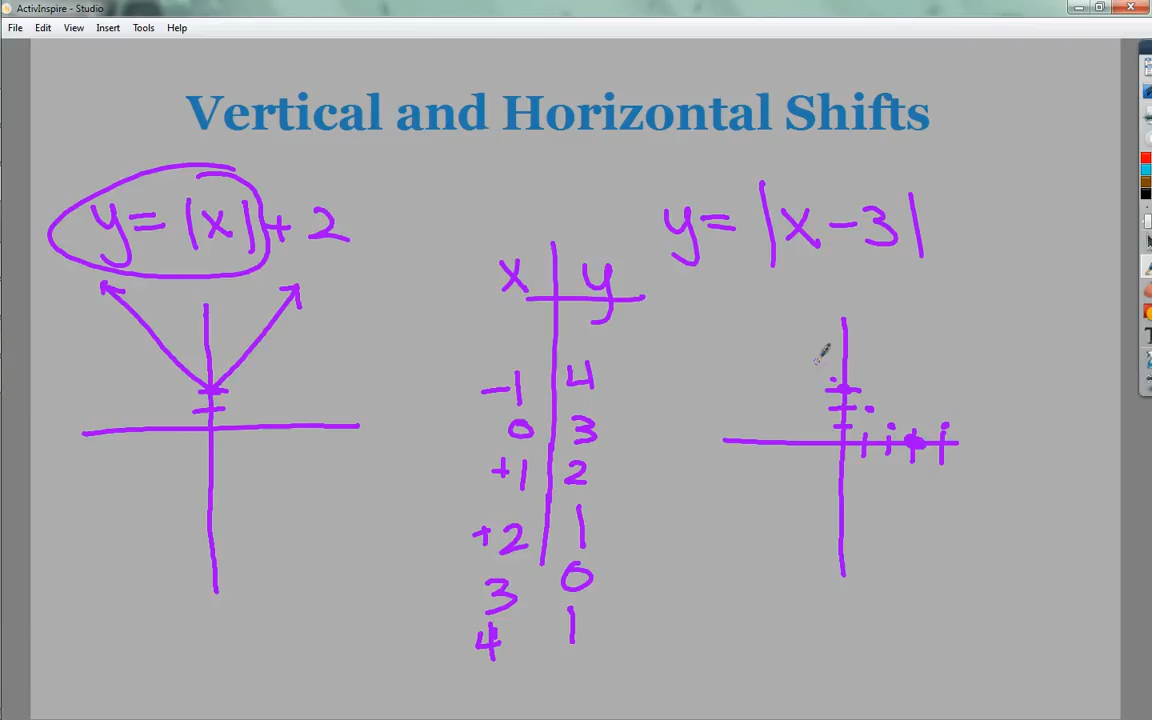 ActivInspire - Studio
File Edit View Insert Tools Help
Vertical and Horizontal Shifts
y = |x| + 2
y = |x - 3|
x y
-1 4
0 3
+1 2
+2 1
3 0
4 1